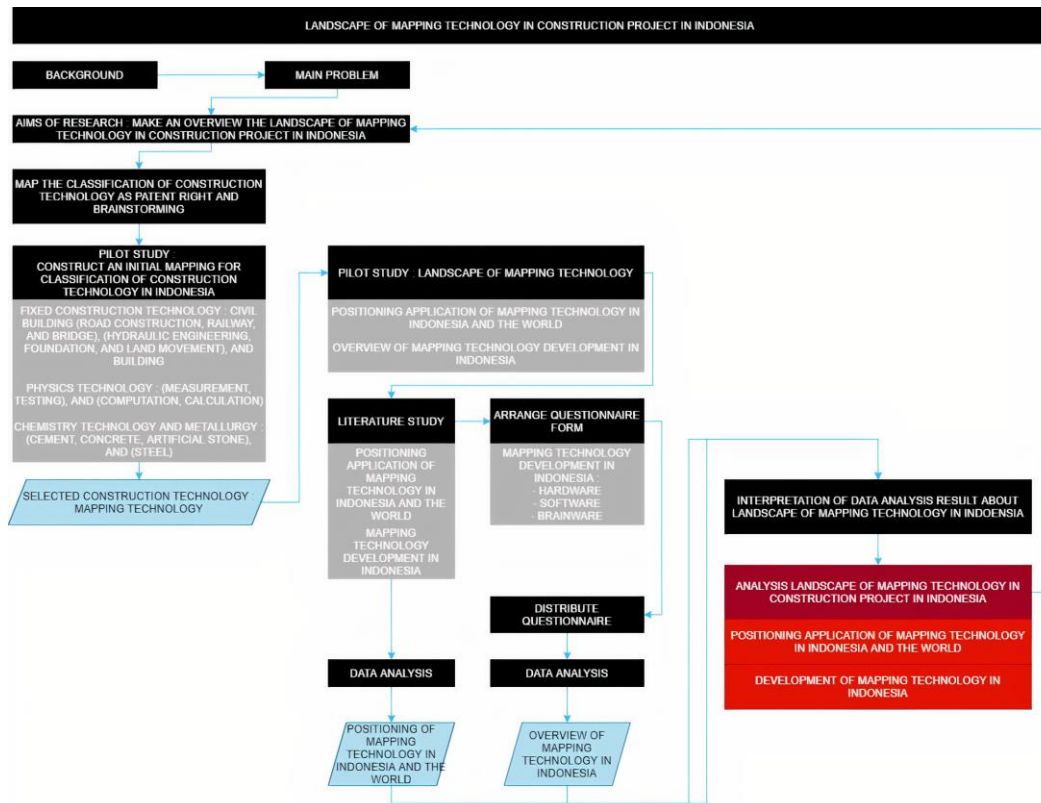 LANDSCAPE OF MAPPING TECHNOLOGY IN CONSTRUCTION PROJECT IN INDONESIA
BACKGROUND
MAIN PROBLEM
AIMS OF RESEARCH : MAKE AN OVERVIEW THE LANDSCAPE OF MAPPING
TECHNOLOGY IN CONSTRUCTION PROJECT IN INDONESIA
MAP THE CLASSIFICATION OF CONSTRUCTION
TECHNOLOGY AS PATENT RIGHT AND
BRAINSTORMING
PILOT STUDY :
CONSTRUCT AN INITIAL MAPPING FOR
CLASSIFICATION OF CONSTRUCTION
TECHNOLOGY IN INDONESIA
FIXED CONSTRUCTION TECHNOLOGY : CIVIL
BUILDING (ROAD CONSTRUCTION, RAILWAY,
AND BRIDGE), (HYDRAULIC ENGINEERING,
FOUNDATION, AND LAND MOVEMENT), AND
BUILDING
PHYSICS TECHNOLOGY : (MEASUREMENT,
TESTING), AND (COMPUTATION, CALCULATION)
CHEMISTRY TECHNOLOGY AND METALLURGY :
(CEMENT, CONCRETE, ARTIFICIAL STONE),
AND (STEEL)
SELECTED CONSTRUCTION TECHNOLOGY :
MAPPING TECHNOLOGY
PILOT STUDY : LANDSCAPE OF MAPPING TECHNOLOGY
POSITIONING APPLICATION OF MAPPING TECHNOLOGY IN
INDONESIA AND THE WORLD
OVERVIEW OF MAPPING TECHNOLOGY DEVELOPMENT IN
INDONESIA
LITERATURE STUDY
POSITIONING
APPLICATION OF
MAPPING
TECHNOLOGY IN
INDONESIA AND THE
WORLD
MAPPING
TECHNOLOGY
DEVELOPMENT IN
INDONESIA
ARRANGE QUESTIONNAIRE
FORM
MAPPING TECHNOLOGY
DEVELOPMENT IN
INDONESIA :
- HARDWARE
- SOFTWARE
- BRAINWARE
DISTRIBUTE
QUESTIONNAIRE
DATA ANALYSIS
DATA ANALYSIS
POSITIONING OF
MAPPING
TECHNOLOGY IN
INDONESIA AND THE
WORLD
OVERVIEW OF
MAPPING
TECHNOLOGY IN
INDONESIA
INTERPRETATION OF DATA ANALYSIS RESULT ABOUT
LANDSCAPE OF MAPPING TECHNOLOGY IN INDOENSIA
ANALYSIS LANDSCAPE OF MAPPING TECHNOLOGY IN
CONSTRUCTION PROJECT IN INDONESIA
POSITIONING APPLICATION OF MAPPING TECHNOLOGY
IN INDONESIA AND THE WORLD
DEVELOPMENT OF MAPPING TECHNOLOGY IN
INDONESIA